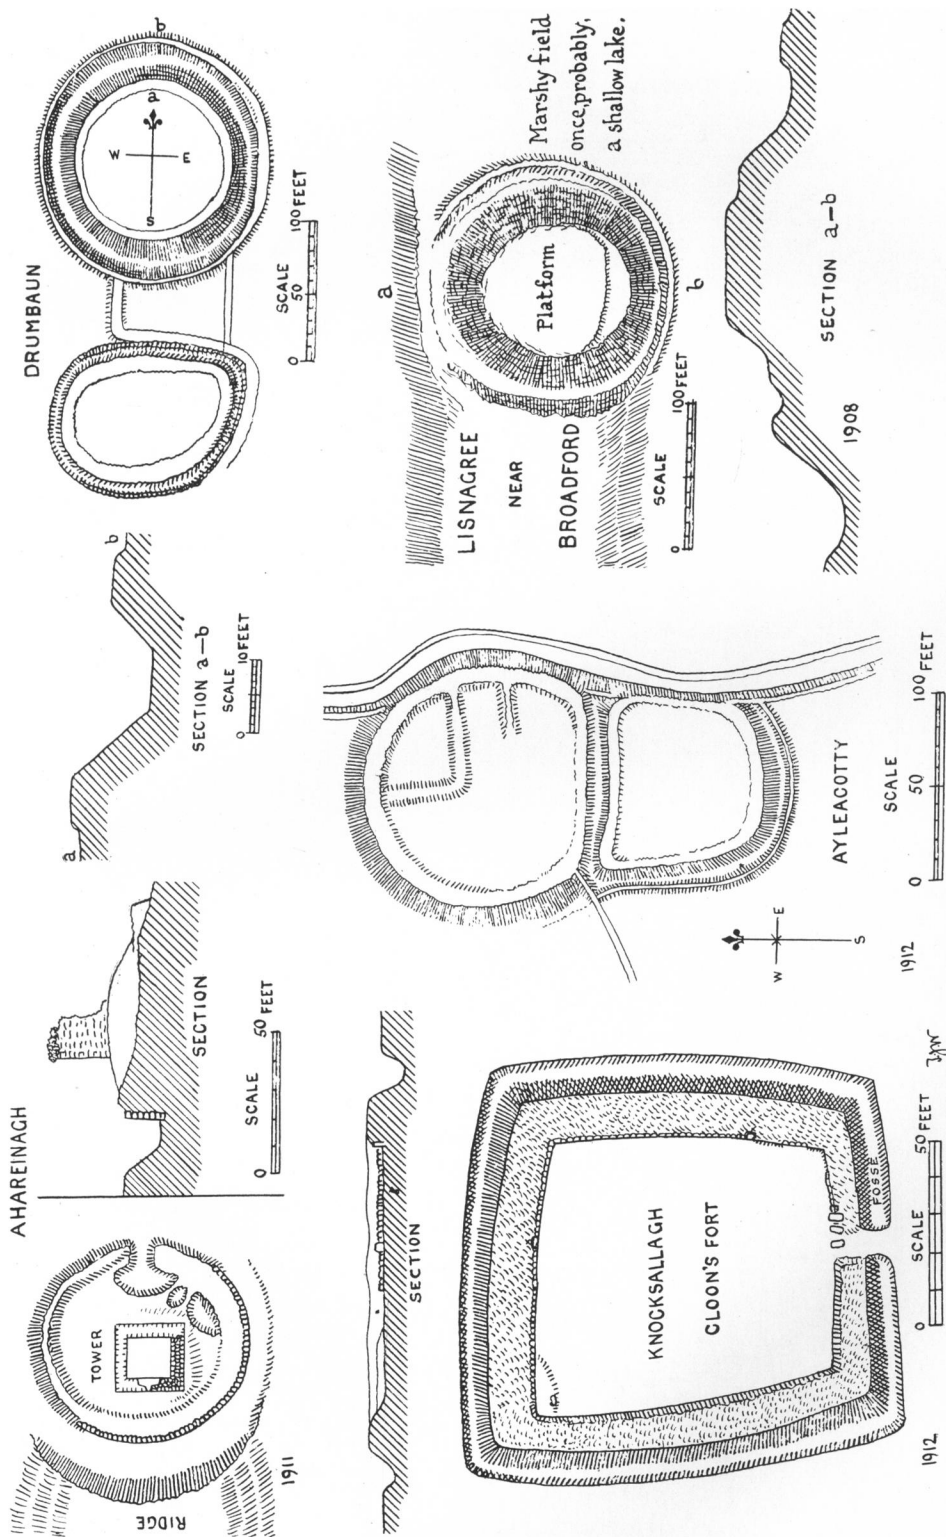 AHAREINAGH
TOWER
RIDGE
1911
SECTION
SCALE
0 50 FEET
DRUMBAUN
a
b
W E
S
SCALE
0 50 100 FEET
a b
SECTION a-b
SCALE
0 10 FEET
LISNAGREE
NEAR
BROADFORD
SCALE
0 100 FEET
a
Platform
b
Marshy field
once, probably,
a shallow lake.
SECTION a-b
1908
AYLEACOTTY
SCALE
0 50 100 FEET
W E
S
1912
SECTION
KNOCKSALLAGH
CLOON'S FORT
FOSSE
SCALE
0 50 FEET
1912